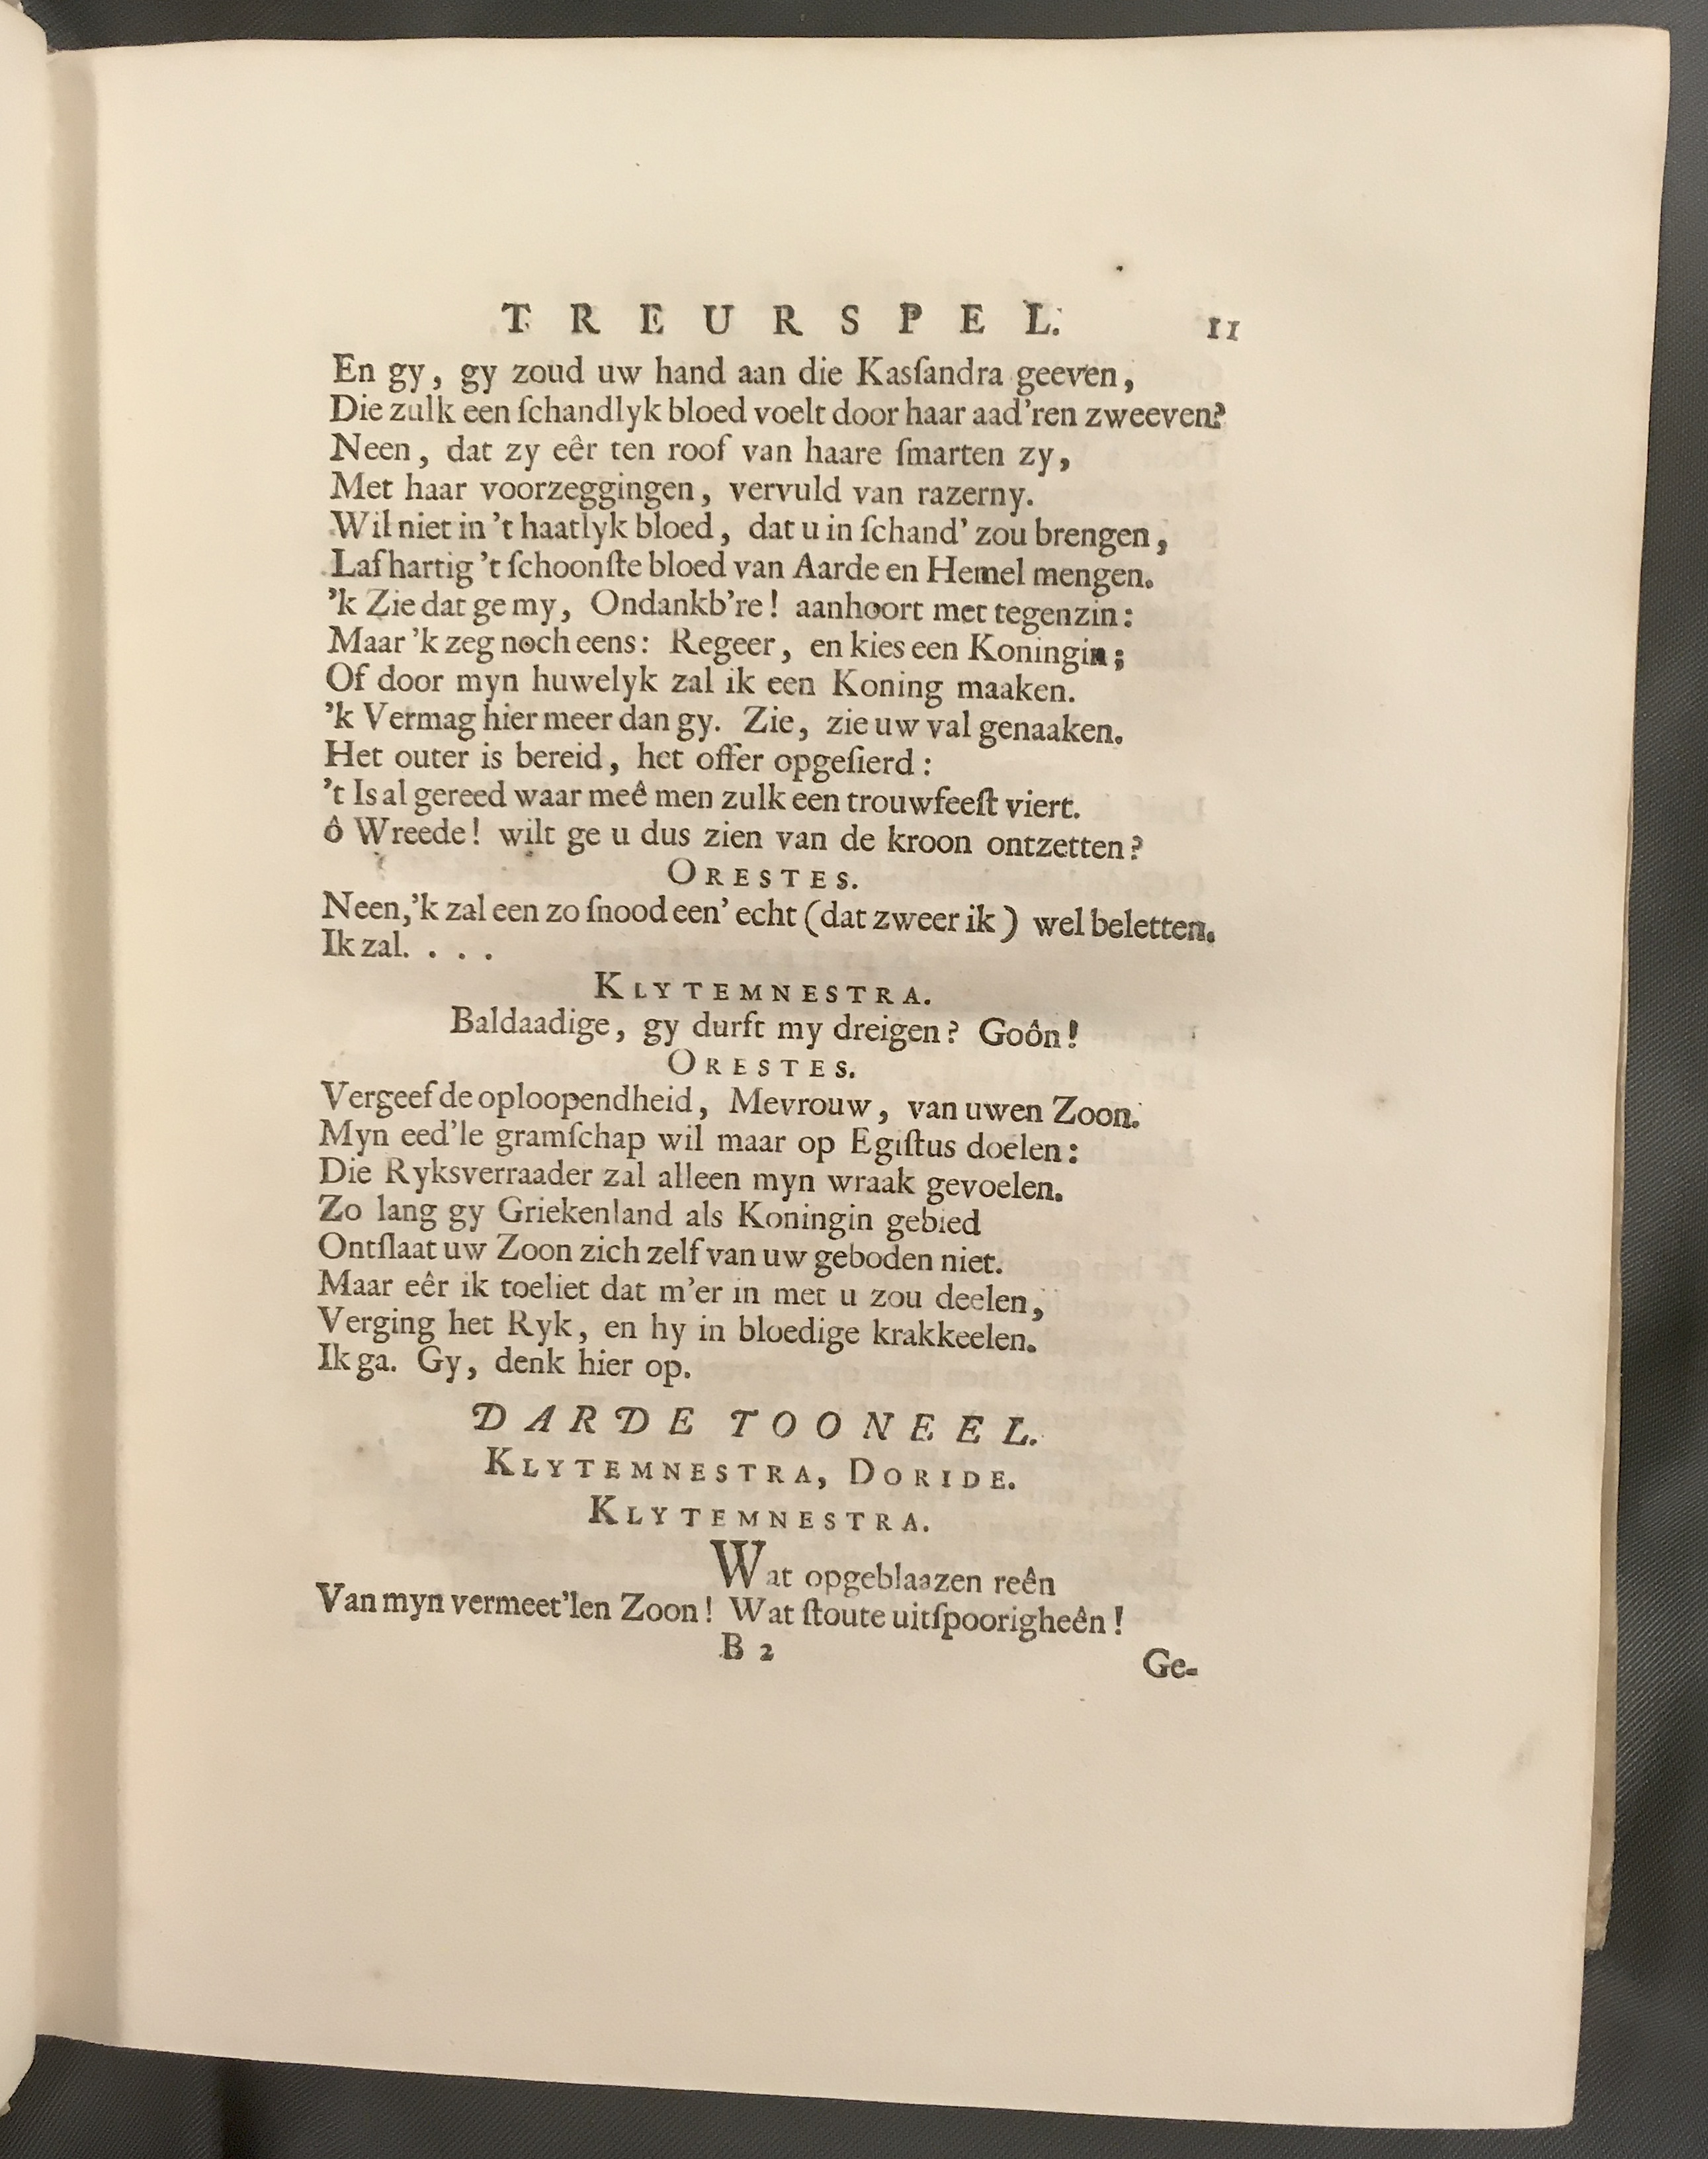 TREURSPEL. 11
En gy, gy zoud uw hand aan die Kasſandra geeven,
Die zulk een ſchandlyk bloed voelt door haar aad'ren zweeven?
Neen, dat zy eêr ten roof van haare ſmarten zy,
Met haar voorzeggingen, vervuld van razerny.
Wil niet in 't haatlyk bloed, dat u in ſchand' zou brengen,
Lafhartig 't ſchoonſte bloed van Aarde en Hemel mengen.
'k Zie dat ge my, Ondankb're! aanhoort met tegenzin:
Maar 'k zeg noch eens: Regeer, en kies een Koningin;
Of door myn huwelyk zal ik een Koning maaken.
'k Vermag hier meer dan gy. Zie, zie uw val genaaken.
Het outer is bereid, het offer opgeſierd:
't Is al gereed waar meê men zulk een trouwfeeſt viert.
ô Wreede! wilt ge u dus zien van de kroon ontzetten?
ORESTES.
Neen, 'k zal een zo ſnood een' echt (dat zweer ik) wel beletten.
Ik zal. . . .
KLYTEMNESTRA.
Baldaadige, gy durft my dreigen? Goôn!
ORESTES.
Vergeef de oploopendheid, Mevrouw, van uwen Zoon.
Myn eed'le gramſchap wil maar op Egiſtus doelen:
Die Ryksverraader zal alleen myn wraak gevoelen.
Zo lang gy Griekenland als Koningin gebied
Ontſlaat uw Zoon zich zelf van uw geboden niet.
Maar eêr ik toeliet dat m'er in met u zou deelen,
Verging het Ryk, en hy in bloedige krakkeelen.
Ik ga. Gy, denk hier op.
DARDE TOONEEL.
KLYTEMNESTRA, DORIDE.
KLYTEMNESTRA.
Wat opgeblaazen reên
Van myn vermeet'len Zoon! Wat ſtoute uitſpoorigheên!
B 2
Ge-